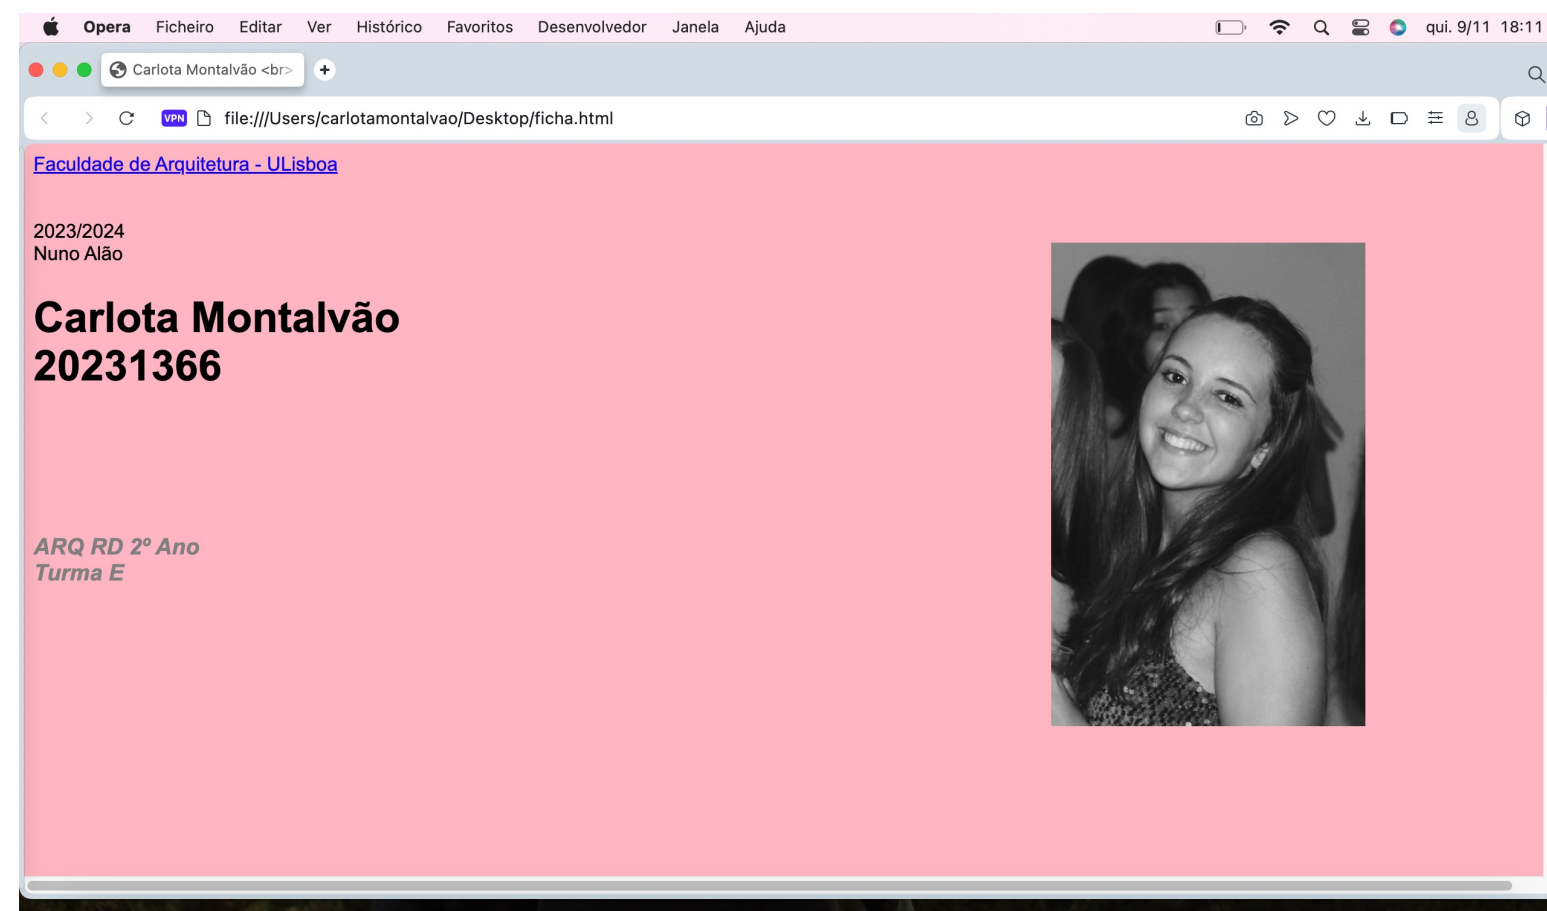 Opera Ficheiro Editar Ver Histórico Favoritos Desenvolvedor Janela Ajuda qui. 9/11 18:11
Carlota Montalvão <br>
VPN file:///Users/carlotamontalvao/Desktop/ficha.html
Faculdade de Arquitetura - ULisboa
2023/2024
Nuno Alão
Carlota Montalvão
20231366
ARQ RD 2º Ano
Turma E